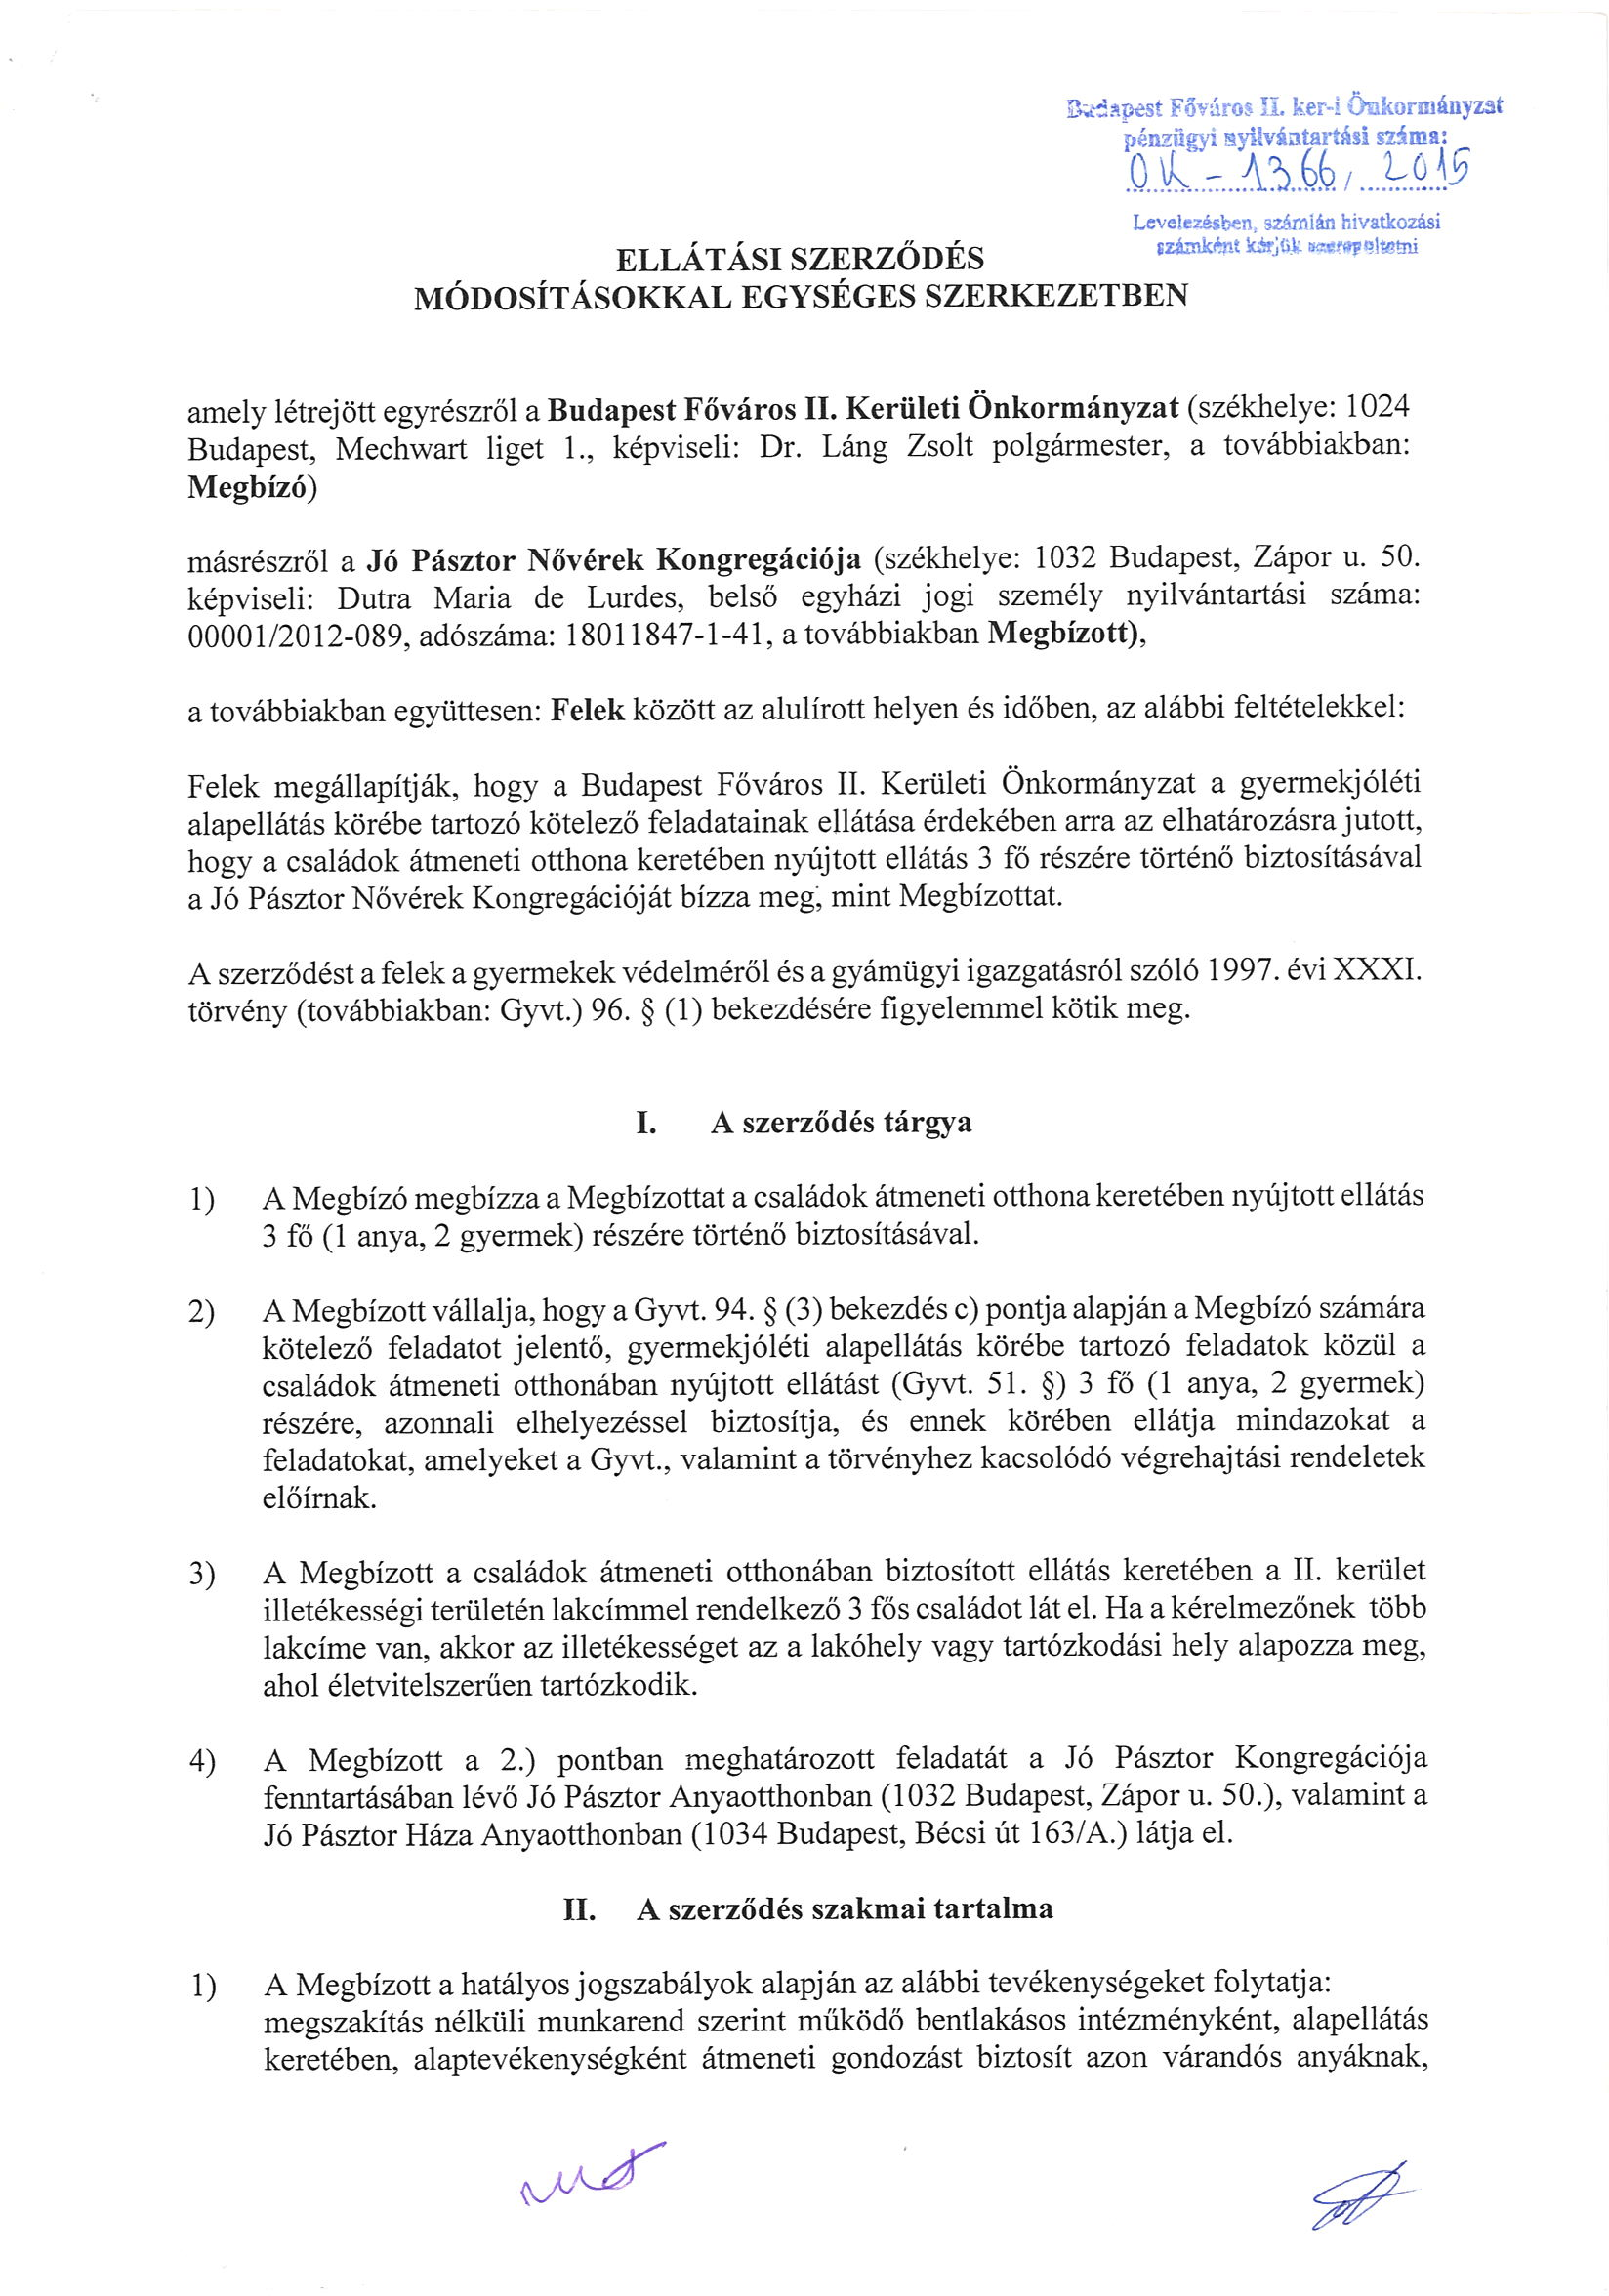 Budapest Főváros II. ker-i Önkormányzat
pénzügyi nyilvántartási száma:
OK - 1366 / 2015
Levelezésben, számlán hivatkozási
számként kérjük szerepeltetni
ELLÁTÁSI SZERZŐDÉS
MÓDOSÍTÁSOKKAL EGYSÉGES SZERKEZETBEN
amely létrejött egyrészről a Budapest Főváros II. Kerületi Önkormányzat (székhelye: 1024
Budapest, Mechwart liget 1., képviseli: Dr. Láng Zsolt polgármester, a továbbiakban:
Megbízó)
másrészről a Jó Pásztor Nővérek Kongregációja (székhelye: 1032 Budapest, Zápor u. 50.
képviseli: Dutra Maria de Lurdes, belső egyházi jogi személy nyilvántartási száma:
00001/2012-089, adószáma: 18011847-1-41, a továbbiakban Megbízott),
a továbbiakban együttesen: Felek között az alulírott helyen és időben, az alábbi feltételekkel:
Felek megállapítják, hogy a Budapest Főváros II. Kerületi Önkormányzat a gyermekjóléti
alapellátás körébe tartozó kötelező feladatainak ellátása érdekében arra az elhatározásra jutott,
hogy a családok átmeneti otthona keretében nyújtott ellátás 3 fő részére történő biztosításával
a Jó Pásztor Nővérek Kongregációját bízza meg, mint Megbízottat.
A szerződést a felek a gyermekek védelméről és a gyámügyi igazgatásról szóló 1997. évi XXXI.
törvény (továbbiakban: Gyvt.) 96. § (1) bekezdésére figyelemmel kötik meg.
I. A szerződés tárgya
1) A Megbízó megbízza a Megbízottat a családok átmeneti otthona keretében nyújtott ellátás
3 fő (1 anya, 2 gyermek) részére történő biztosításával.
2) A Megbízott vállalja, hogy a Gyvt. 94. § (3) bekezdés c) pontja alapján a Megbízó számára
kötelező feladatot jelentő, gyermekjóléti alapellátás körébe tartozó feladatok közül a
családok átmeneti otthonában nyújtott ellátást (Gyvt. 51. §) 3 fő (1 anya, 2 gyermek)
részére, azonnali elhelyezéssel biztosítja, és ennek körében ellátja mindazokat a
feladatokat, amelyeket a Gyvt., valamint a törvényhez kacsolódó végrehajtási rendeletek
előírnak.
3) A Megbízott a családok átmeneti otthonában biztosított ellátás keretében a II. kerület
illetékességi területén lakcímmel rendelkező 3 fős családot lát el. Ha a kérelmezőnek több
lakcíme van, akkor az illetékességet az a lakóhely vagy tartózkodási hely alapozza meg,
ahol életvitelszerűen tartózkodik.
4) A Megbízott a 2.) pontban meghatározott feladatát a Jó Pásztor Kongregációja
fenntartásában lévő Jó Pásztor Anyaotthonban (1032 Budapest, Zápor u. 50.), valamint a
Jó Pásztor Háza Anyaotthonban (1034 Budapest, Bécsi út 163/A.) látja el.
II. A szerződés szakmai tartalma
1) A Megbízott a hatályos jogszabályok alapján az alábbi tevékenységeket folytatja:
megszakítás nélküli munkarend szerint működő bentlakásos intézményként, alapellátás
keretében, alaptevékenységként átmeneti gondozást biztosít azon várandós anyáknak,